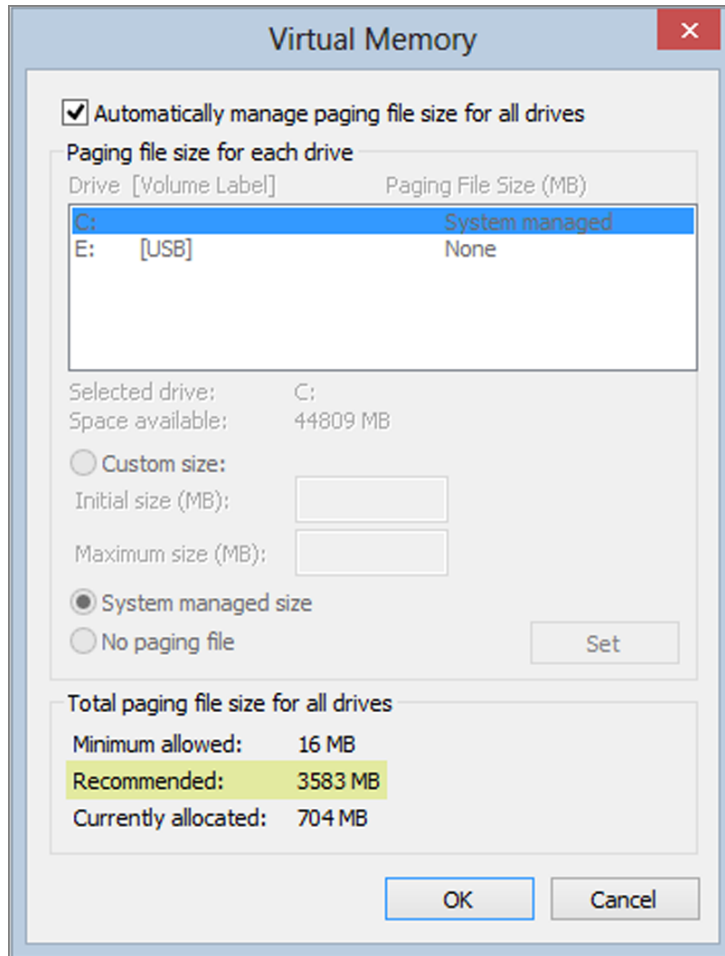 Virtual Memory
Automatically manage paging file size for all drives
Paging file size for each drive
Drive [Volume Label] Paging File Size (MB)
C: System managed
E: [USB] None
Selected drive: C:
Space available: 44809 MB
Custom size:
Initial size (MB):
Maximum size (MB):
System managed size
No paging file Set
Total paging file size for all drives
Minimum allowed: 16 MB
Recommended: 3583 MB
Currently allocated: 704 MB
OK Cancel